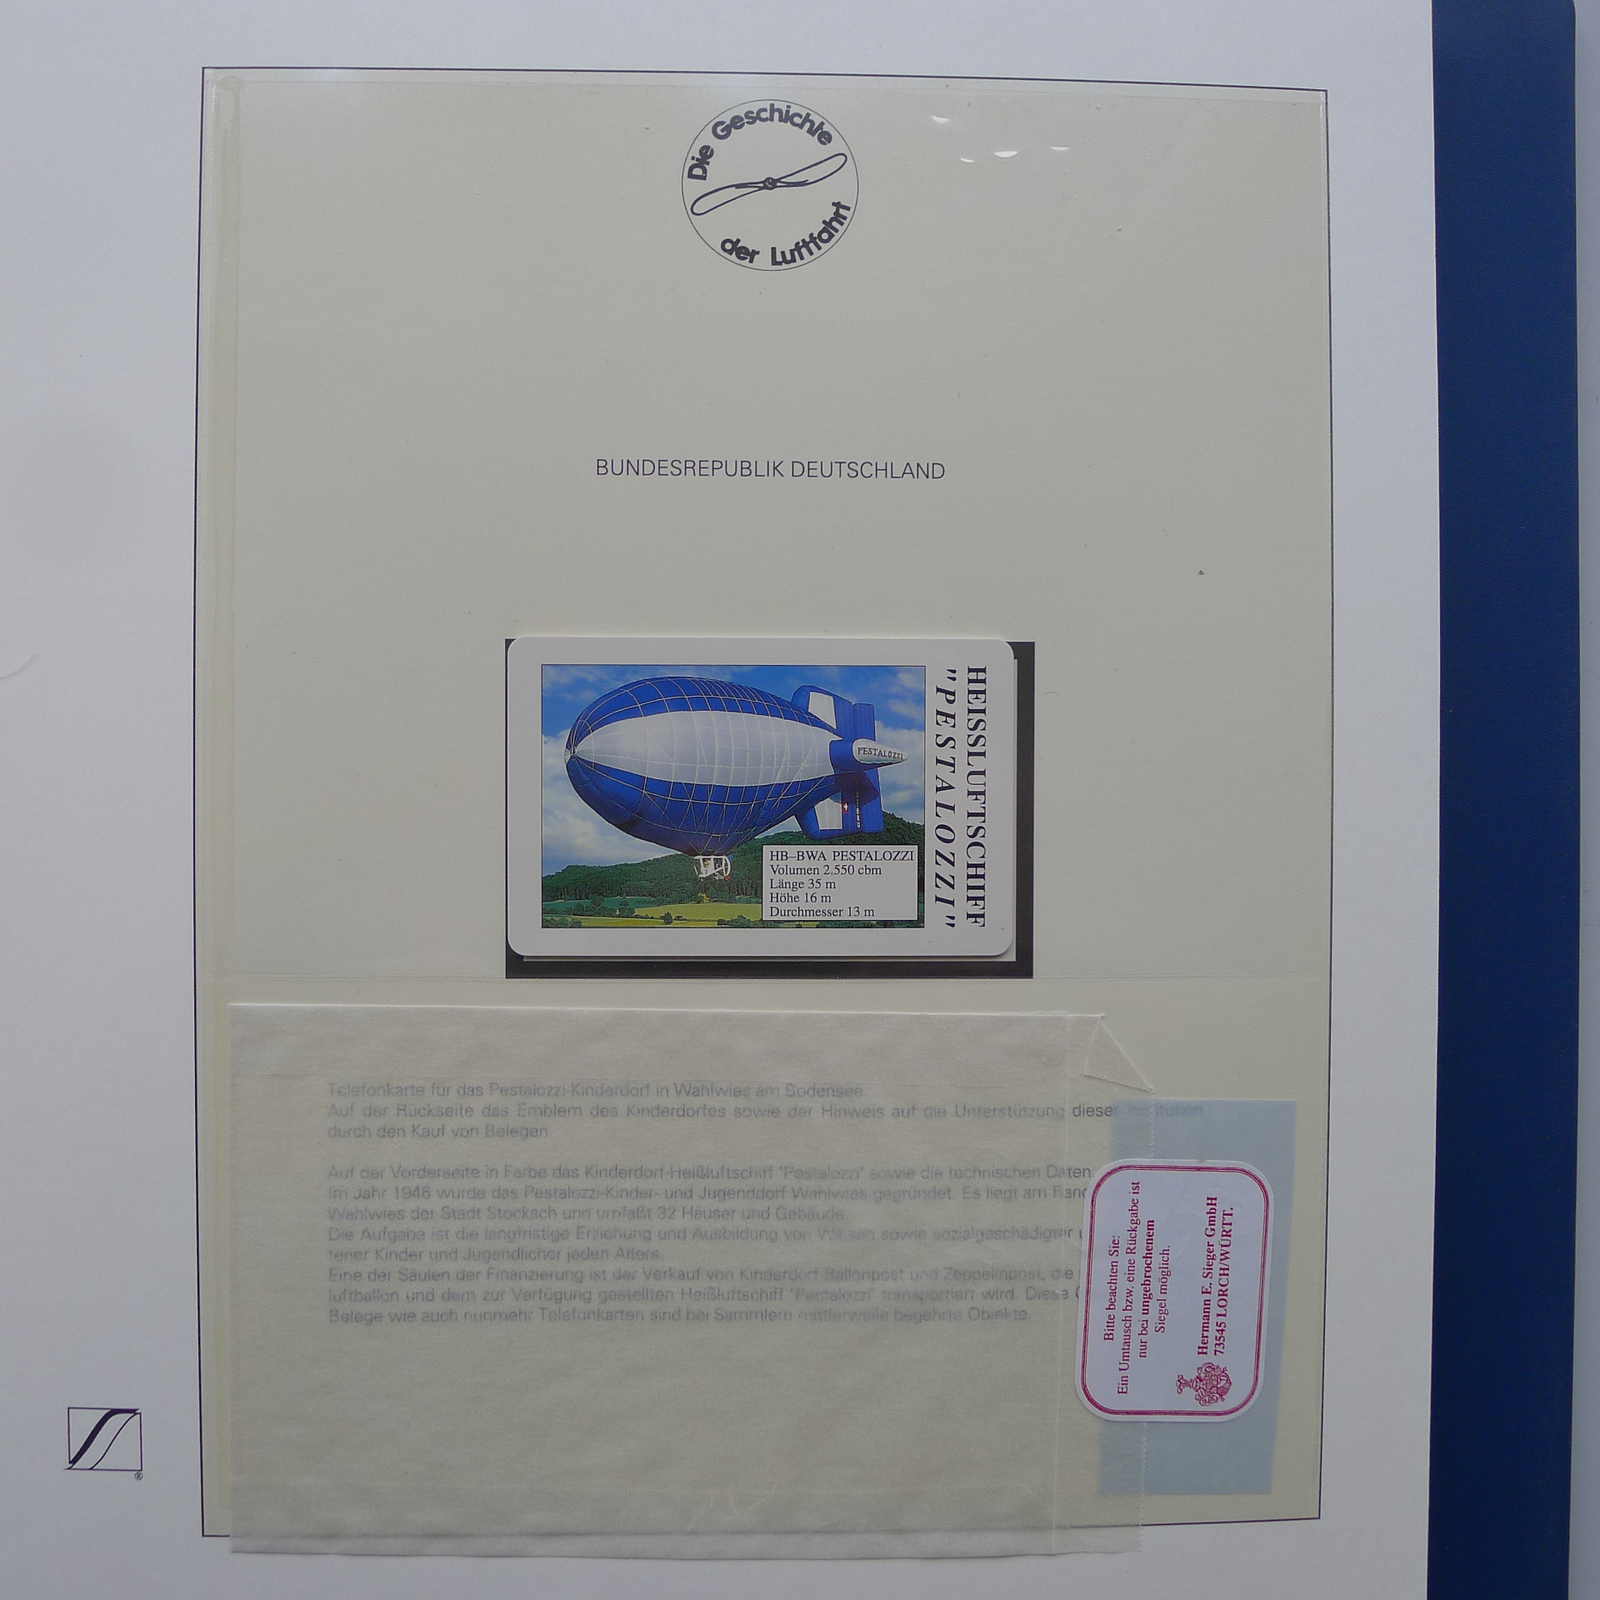 Die Geschichte
der Luftfahrt
BUNDESREPUBLIK DEUTSCHLAND
HEISSLUFTSCHIFF
"PESTALOZZI"
PESTALOZZI
HB-BWA PESTALOZZI
Volumen 2.550 cbm
Länge 35 m
Höhe 16 m
Durchmesser 13 m
Telefonkarte für das Pestalozzi-Kinderdorf in Wahlwies am Bodensee.
Auf der Rückseite das Emblem des Kinderdorfes sowie der Hinweis auf die Unterstützung dieser
durch den Kauf von Belegen.
Auf der Vorderseite in Farbe das Kinderdorf-Heißluftschiff "Pestalozzi" sowie die technischen Daten.
Im Jahr 1946 wurde das Pestalozzi-Kinder- und Jugenddorf Wahlwies gegründet. Es liegt am
Wahlwies der Stadt Stockach und umfaßt 32 Häuser und Gebäude.
Die Aufgabe ist die langfristige Erziehung und Ausbildung von Waisen sowie sozialgeschädigter
tener Kinder und Jugendlicher jeden Alters.
Eine der Säulen der Finanzierung ist der Verkauf von Kinderdorf-Ballonpost und Zeppelinpost, die
luftballon und dem zur Verfügung gestellten Heißluftschiff "Pestalozzi" transportiert wird. Diese
Belege wie auch nunmehr Telefonkarten sind bei Sammlern mittlerweile begehrte Objekte.
Bitte beachten Sie:
Ein Umtausch bzw. eine Rückgabe ist
nur bei ungebrochenem
Siegel möglich.
Hermann E. Sieger GmbH
73545 LORCH/WÜRTT.
®